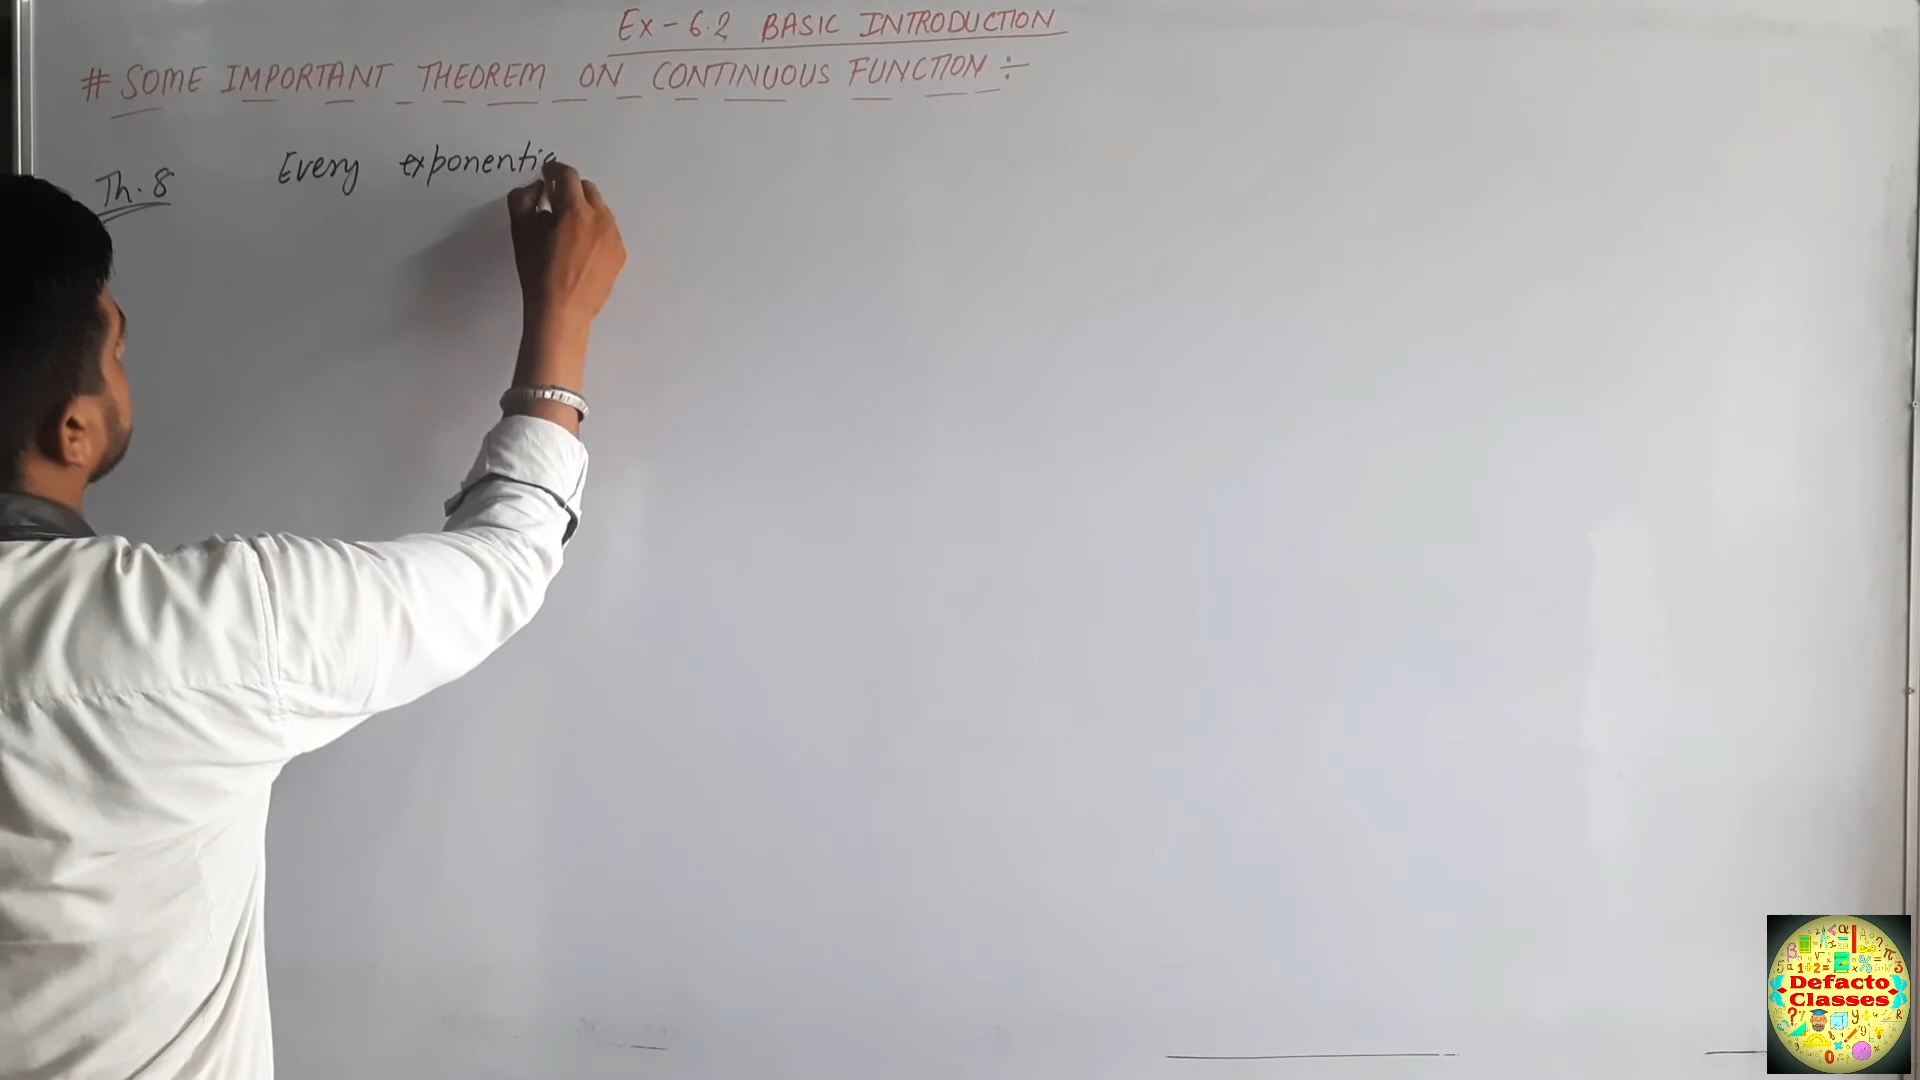 Ex-6.2 BASIC INTRODUCTION
# SOME IMPORTANT THEOREM ON CONTINUOUS FUNCTION ÷
Th. 8 Every exponentia
Defacto
Classes